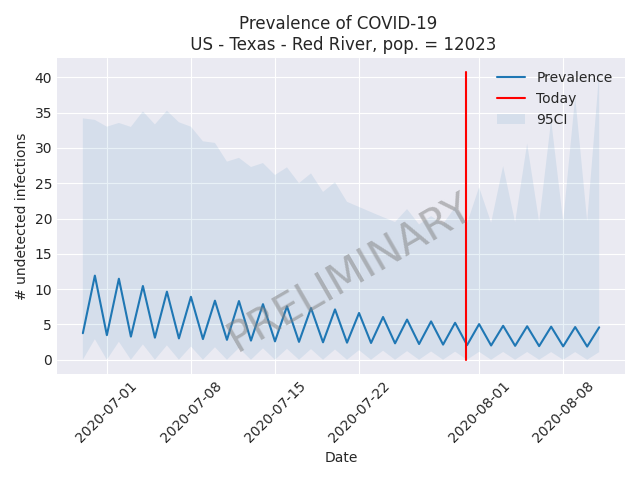 Prevalence of COVID-19
US - Texas - Red River, pop. = 12023
# undetected infections
40
35
30
25
20
15
10
5
0
Prevalence
Today
95CI
PRELIMINARY
2020-07-01
2020-07-08
2020-07-15
2020-07-22
2020-08-01
2020-08-08
Date